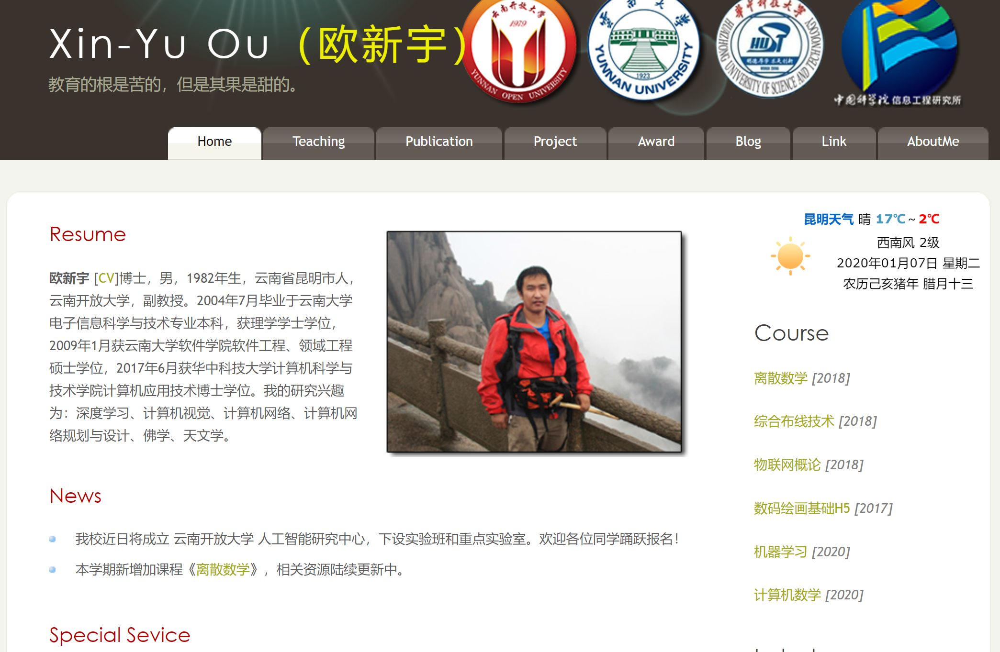 Xin-Yu Ou（欧新宇）
教育的根是苦的，但是其果是甜的。
云南开放大学
1979
YUNNAN OPEN UNIVERSITY
YUNNAN UNIVERSITY
1923
华中科技大学
HUST
HUAZHONG UNIVERSITY OF SCIENCE AND TECHNOLOGY
中国科学院 信息工程研究所
Home
Teaching
Publication
Project
Award
Blog
Link
AboutMe
Resume
欧新宇 [CV]博士，男，1982年生，云南省昆明市人，
云南开放大学，副教授。2004年7月毕业于云南大学
电子信息科学与技术专业本科，获理学学士学位，
2009年1月获云南大学软件学院软件工程、领域工程
硕士学位，2017年6月获华中科技大学计算机科学与
技术学院计算机应用技术博士学位。我的研究兴趣
为：深度学习、计算机视觉、计算机网络、计算机网
络规划与设计、佛学、天文学。
News
我校近日将成立 云南开放大学 人工智能研究中心，下设实验班和重点实验室。欢迎各位同学踊跃报名！
本学期新增加课程《离散数学》，相关资源陆续更新中。
Special Sevice
昆明天气 晴 17℃～2℃
西南风 2级
2020年01月07日 星期二
农历己亥猪年 腊月十三
Course
离散数学 [2018]
综合布线技术 [2018]
物联网概论 [2018]
数码绘画基础H5 [2017]
机器学习 [2020]
计算机数学 [2020]